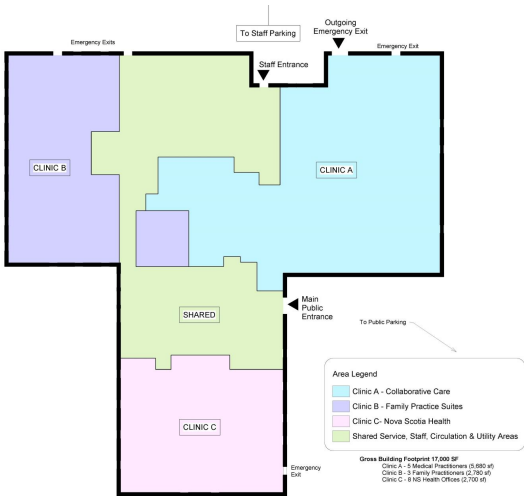 To Staff Parking
Outgoing
Emergency Exit
Emergency Exits
Emergency Exit
Staff Entrance
CLINIC B
CLINIC A
SHARED
Main
Public
Entrance
To Public Parking
CLINIC C
Emergency
Exit
Area Legend
Clinic A - Collaborative Care
Clinic B - Family Practice Suites
Clinic C- Nova Scotia Health
Shared Service, Staff, Circulation & Utility Areas
Gross Building Footprint 17,000 SF
Clinic A - 5 Medical Practitioners (5,680 sf)
Clinic B - 3 Family Practitioners (2,780 sf)
Clinic C - 8 NS Health Offices (2,700 sf)